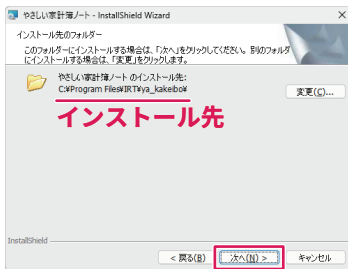 やさしい家計簿ノート - InstallShield Wizard
インストール先のフォルダー
このフォルダーにインストールする場合は、「次へ」をクリックしてください。別のフォルダ
にインストールする場合は、「変更」をクリックします。
やさしい家計簿ノート のインストール先:
C:¥Program Files¥IRT¥ya_kakeibo¥
変更(C)...
インストール先
InstallShield
< 戻る(B)
次へ(N) >
キャンセル